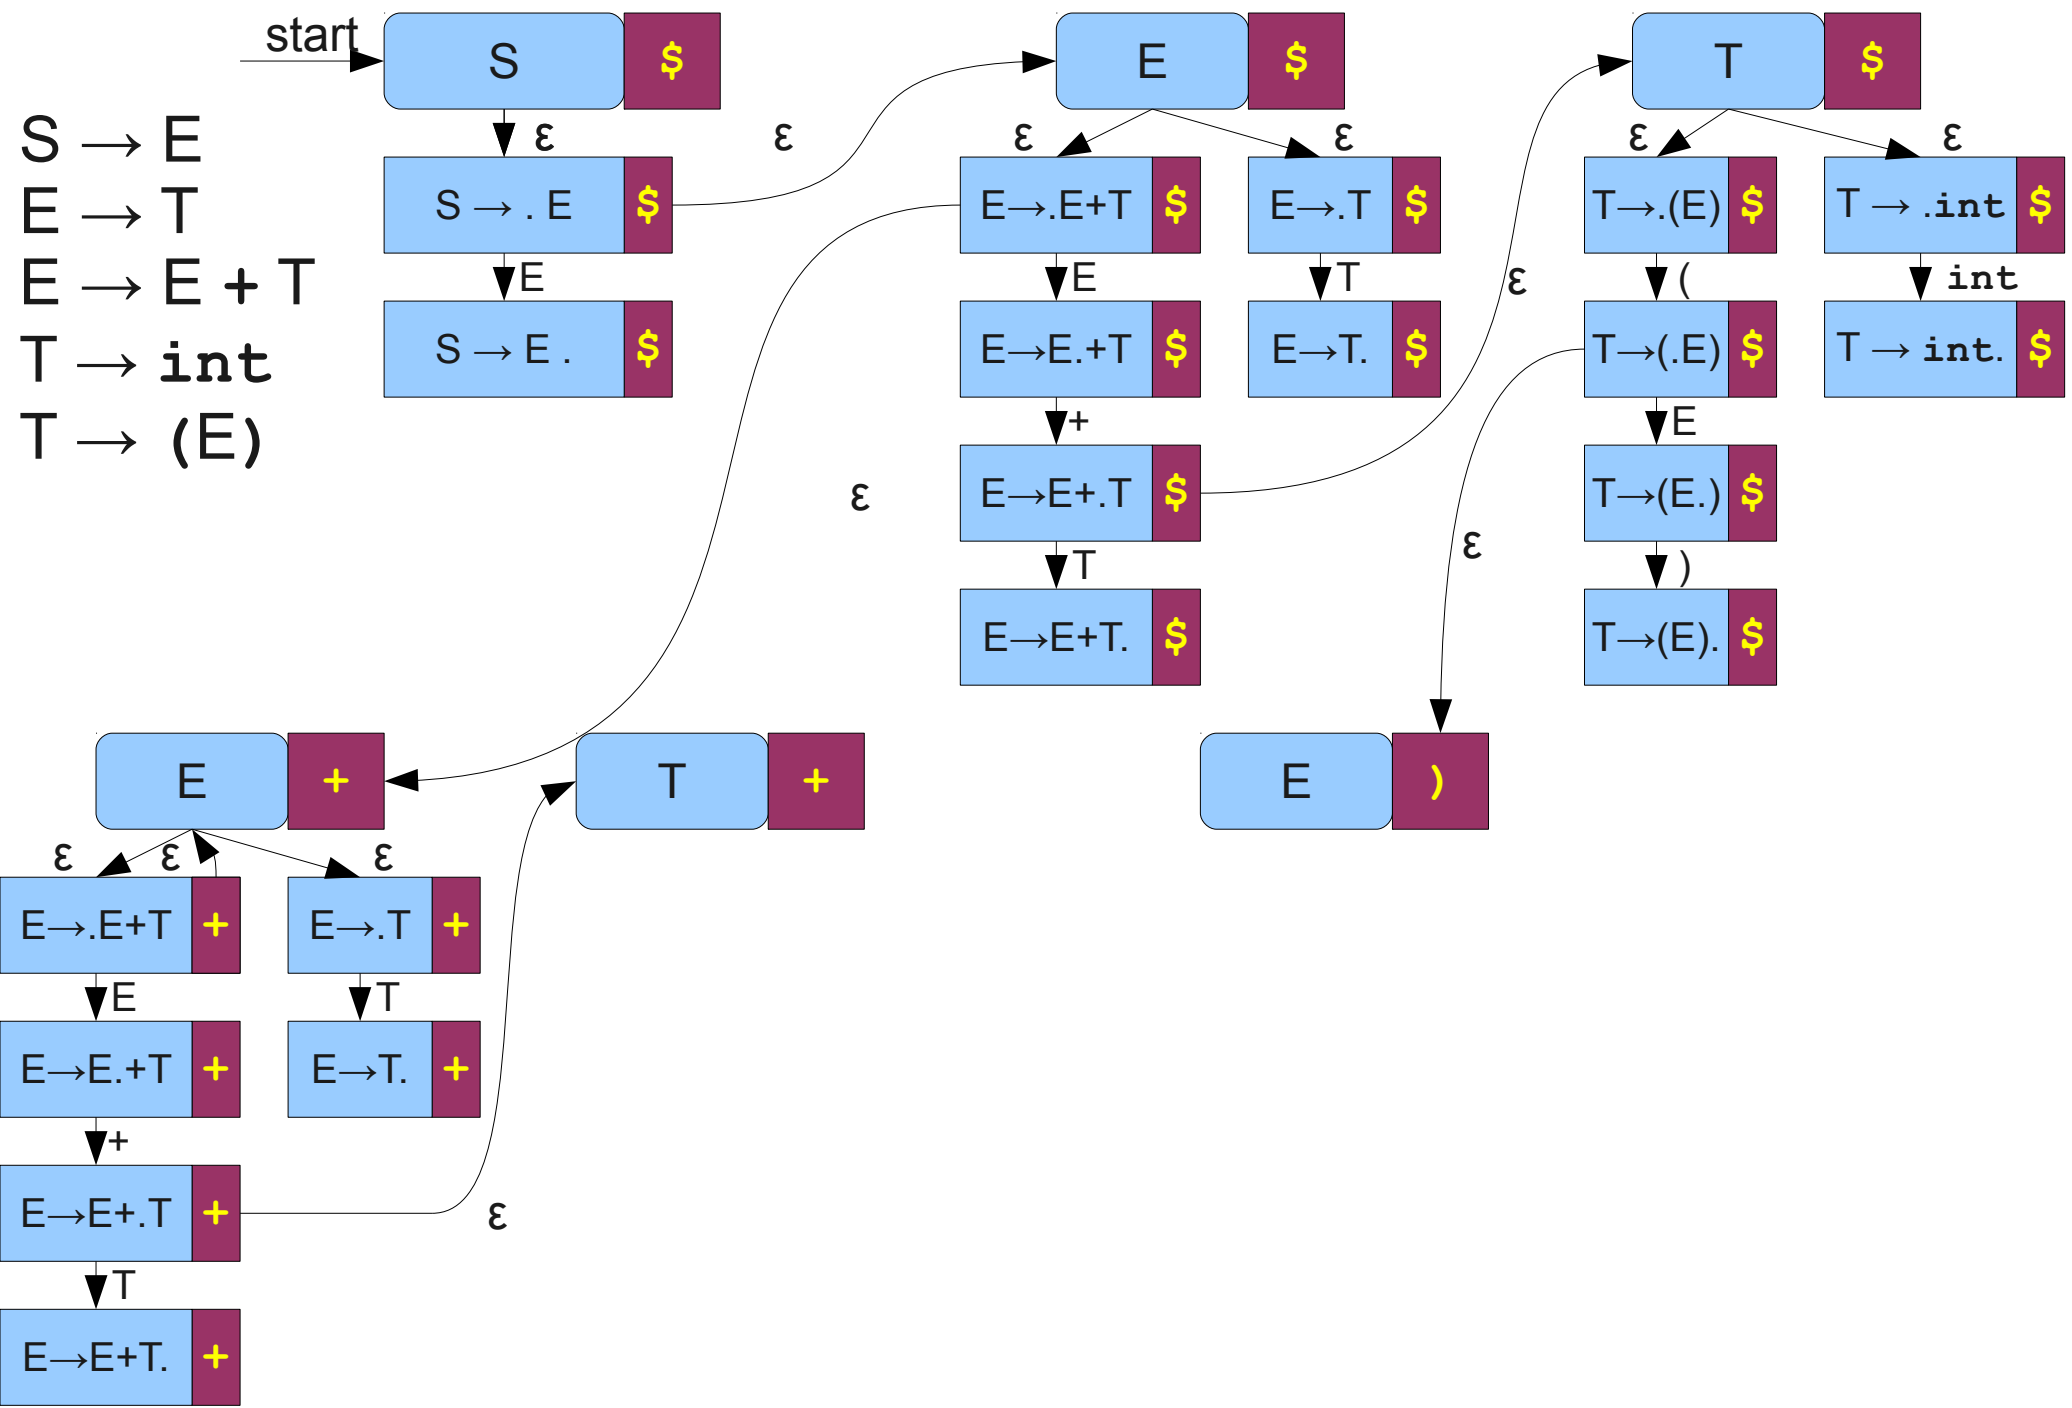 start
S $
E $
T $
S → E
E → T
E → E + T
T → int
T → (E)
ε
ε
ε
ε
ε
ε
S → . E $
E→.E+T $
E→.T $
T→.(E) $
T → .int $
E
E
T
ε
(
int
S → E . $
E→E.+T $
E→T. $
T→(.E) $
T → int. $
+
E
ε
E→E+.T $
T→(E.) $
ε
T
)
E→E+T. $
T→(E). $
E +
T +
E )
ε
ε
ε
E→.E+T +
E→.T +
E
T
E→E.+T +
E→T. +
+
E→E+.T +
ε
T
E→E+T. +